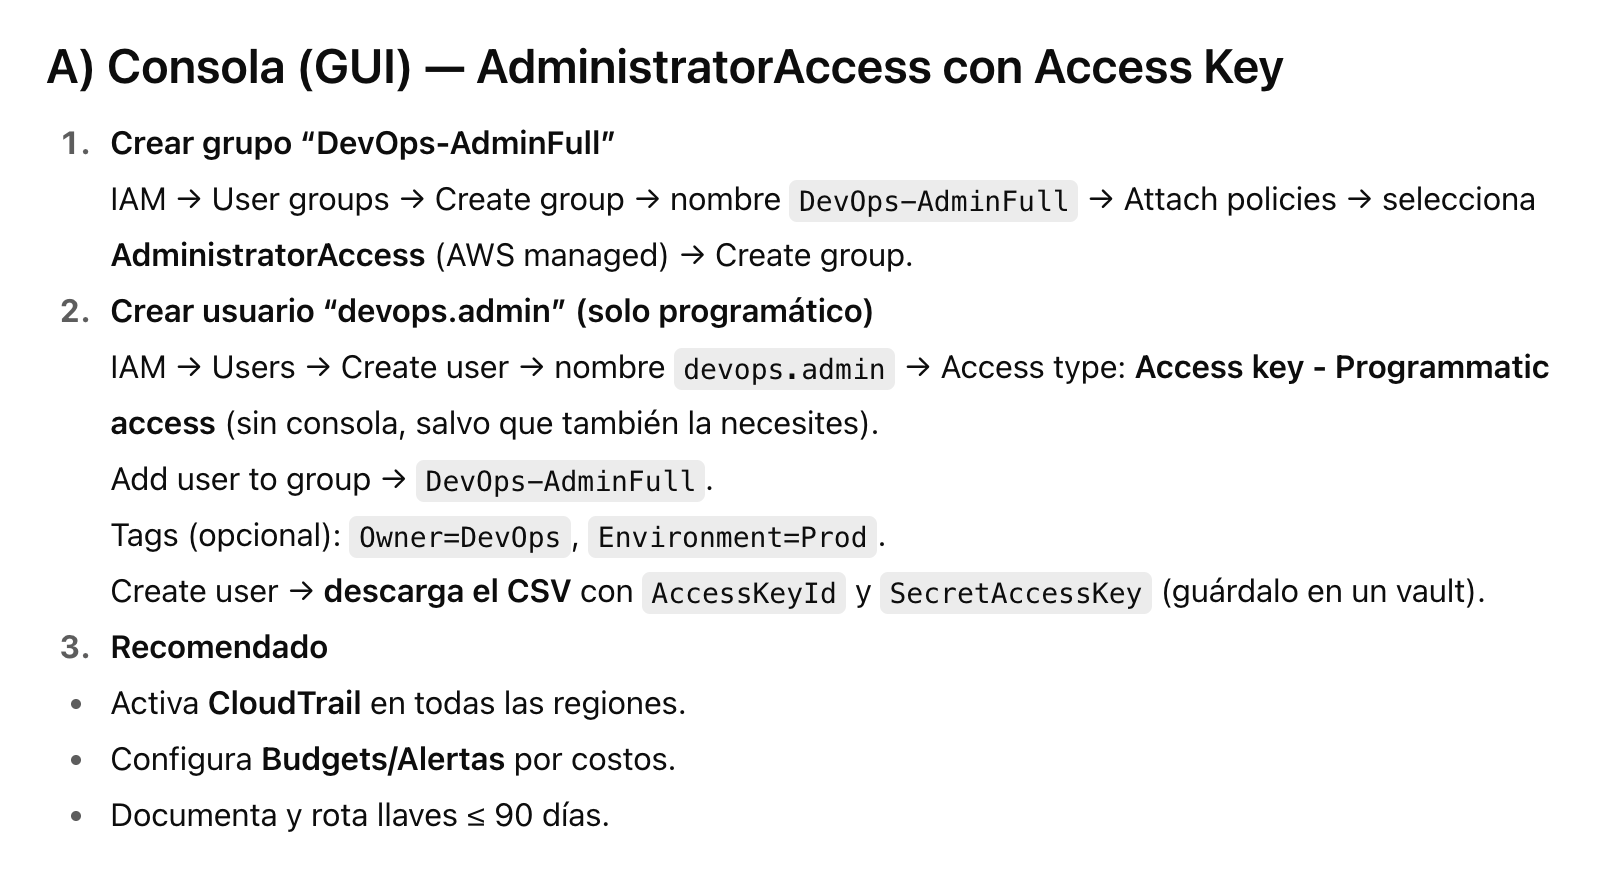 A) Consola (GUI) — AdministratorAccess con Access Key
1. Crear grupo “DevOps-AdminFull”
IAM → User groups → Create group → nombre DevOps-AdminFull → Attach policies → selecciona
AdministratorAccess (AWS managed) → Create group.
2. Crear usuario “devops.admin” (solo programático)
IAM → Users → Create user → nombre devops.admin → Access type: Access key - Programmatic
access (sin consola, salvo que también la necesites).
Add user to group → DevOps-AdminFull.
Tags (opcional): Owner=DevOps, Environment=Prod.
Create user → descarga el CSV con AccessKeyId y SecretAccessKey (guárdalo en un vault).
3. Recomendado
• Activa CloudTrail en todas las regiones.
• Configura Budgets/Alertas por costos.
• Documenta y rota llaves ≤ 90 días.